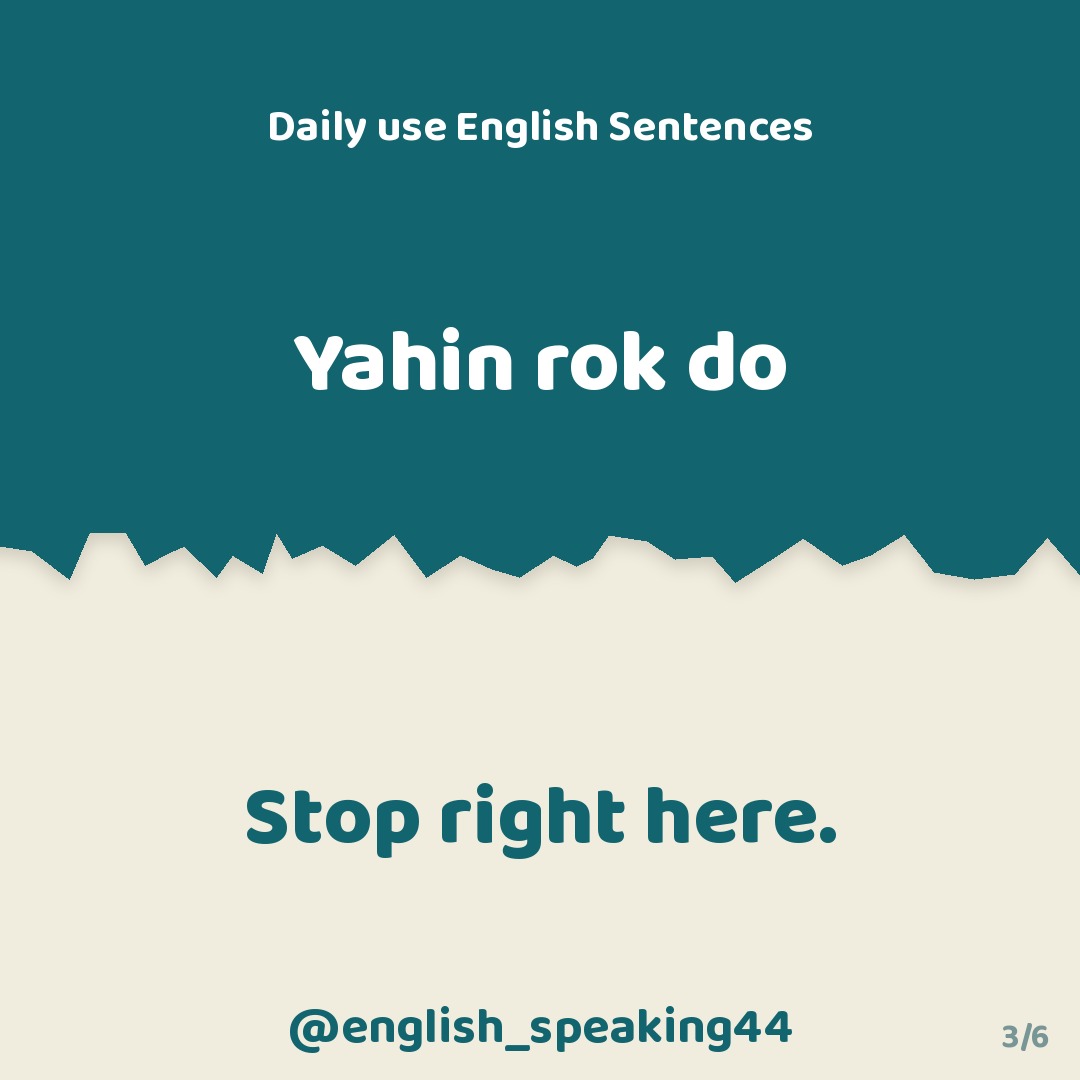 Daily use English Sentences
Yahin rok do
Stop right here.
@english_speaking44
3/6